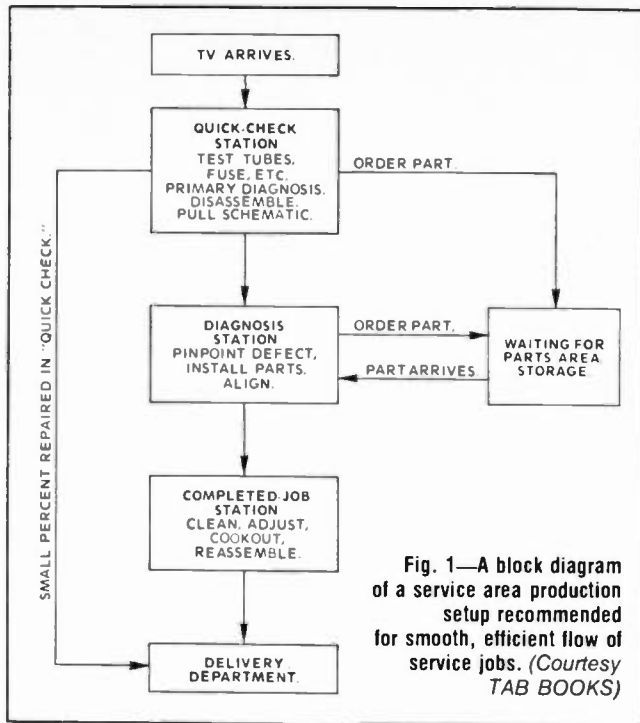 TV ARRIVES.
QUICK-CHECK
STATION
TEST TUBES,
FUSE, ETC.
PRIMARY DIAGNOSIS.
DISASSEMBLE.
PULL SCHEMATIC.
ORDER PART.
SMALL PERCENT REPAIRED IN "QUICK CHECK."
DIAGNOSIS
STATION
PINPOINT DEFECT,
INSTALL PARTS.
ALIGN.
ORDER PART.
PART ARRIVES
WAITING FOR
PARTS AREA
STORAGE.
COMPLETED-JOB
STATION
CLEAN, ADJUST,
COOKOUT,
REASSEMBLE.
DELIVERY
DEPARTMENT.
Fig. 1—A block diagram
of a service area production
setup recommended
for smooth, efficient flow of
service jobs. (Courtesy
TAB BOOKS)